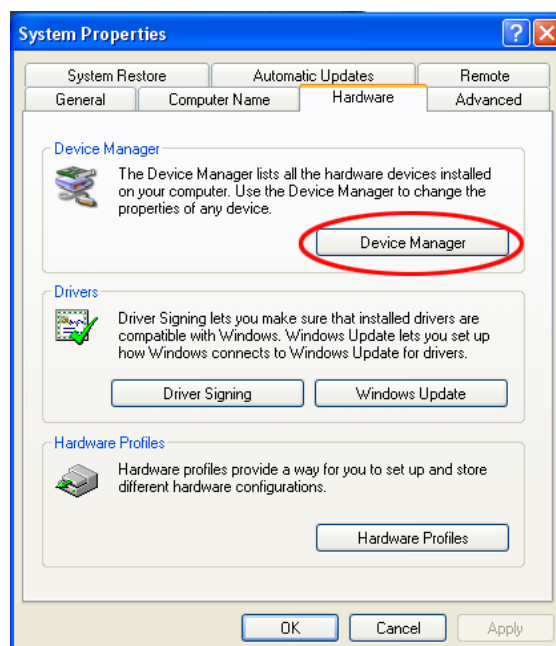 System Properties
System Restore
Automatic Updates
Remote
General
Computer Name
Hardware
Advanced
Device Manager
The Device Manager lists all the hardware devices installed
on your computer. Use the Device Manager to change the
properties of any device.
Device Manager
Drivers
Driver Signing lets you make sure that installed drivers are
compatible with Windows. Windows Update lets you set up
how Windows connects to Windows Update for drivers.
Driver Signing
Windows Update
Hardware Profiles
Hardware profiles provide a way for you to set up and store
different hardware configurations.
Hardware Profiles
OK
Cancel
Apply